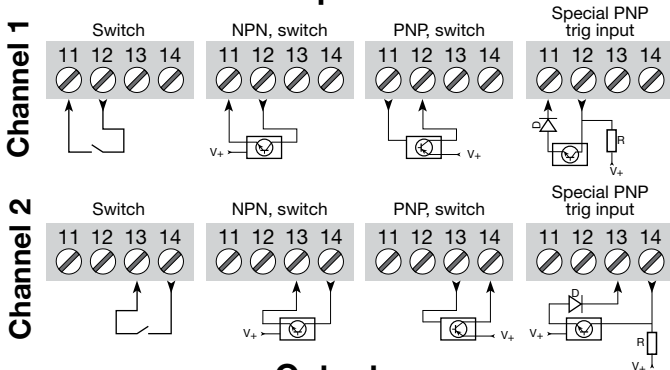 Channel 1
Switch
NPN, switch
PNP, switch
Special PNP
trig input
11 12 13 14
11 12 13 14
11 12 13 14
11 12 13 14
V+
V+
D
R
V+
Channel 2
Switch
NPN, switch
PNP, switch
Special PNP
trig input
11 12 13 14
11 12 13 14
11 12 13 14
11 12 13 14
V+
V+
D
V+
R
V+